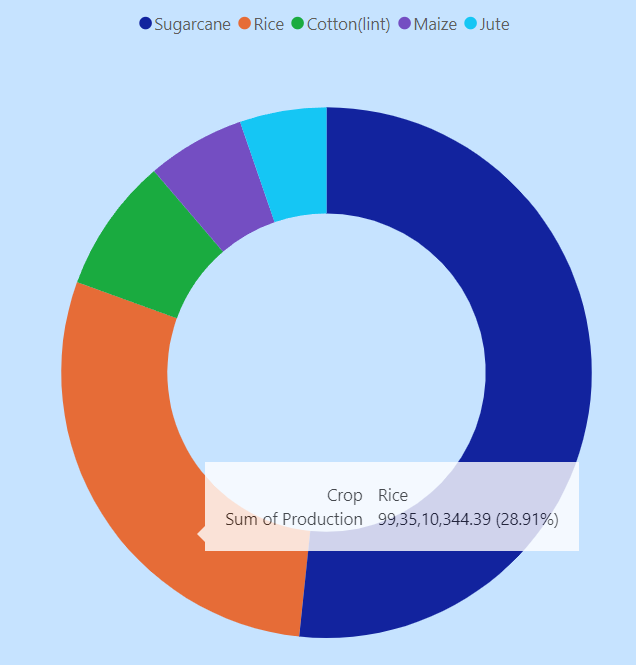 Sugarcane Rice Cotton(lint) Maize Jute
Crop Rice
Sum of Production 99,35,10,344.39 (28.91%)